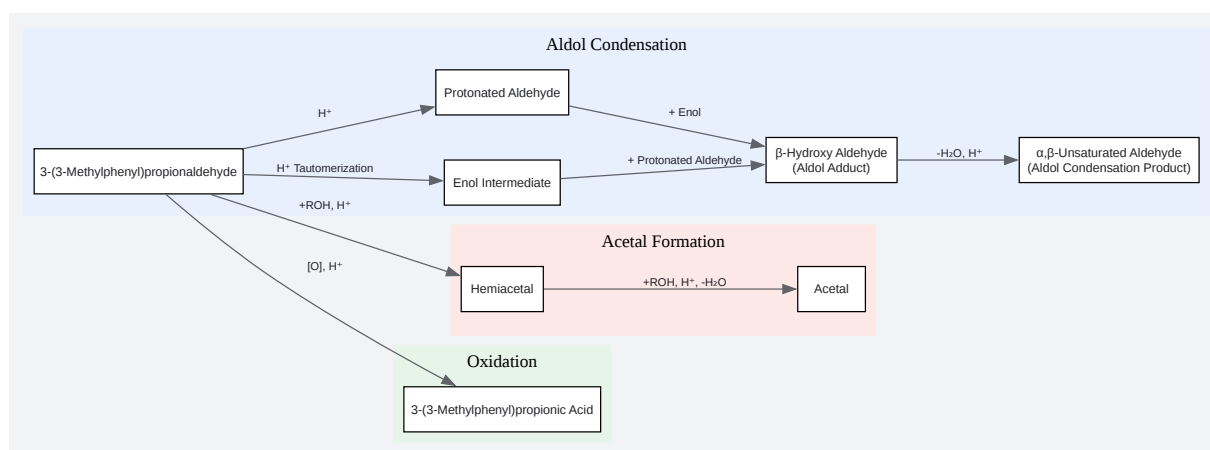 Aldol Condensation
Protonated Aldehyde
H⁺
+ Enol
3-(3-Methylphenyl)propionaldehyde
H⁺ Tautomerization
Enol Intermediate
+ Protonated Aldehyde
β-Hydroxy Aldehyde
(Aldol Adduct)
-H₂O, H⁺
α,β-Unsaturated Aldehyde
(Aldol Condensation Product)
+ROH, H⁺
[O], H⁺
Acetal Formation
Hemiacetal
+ROH, H⁺, -H₂O
Acetal
Oxidation
3-(3-Methylphenyl)propionic Acid